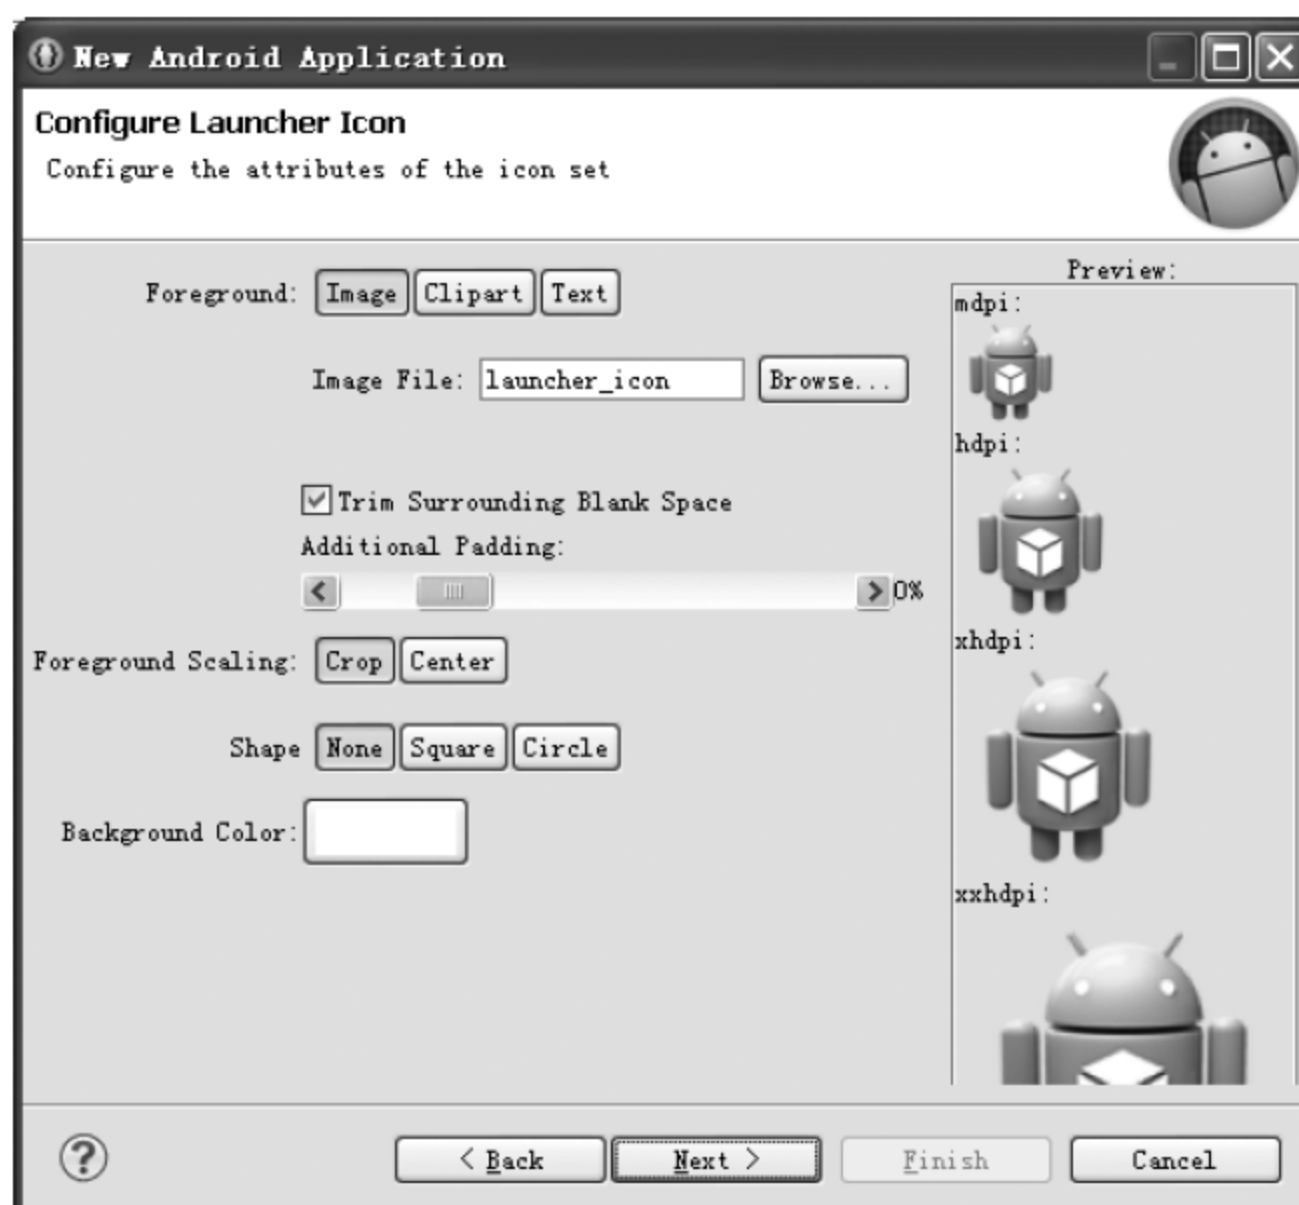 New Android Application
Configure Launcher Icon
Configure the attributes of the icon set
Foreground: Image Clipart Text
Image File: launcher_icon Browse...
Trim Surrounding Blank Space
Additional Padding:
0%
Foreground Scaling: Crop Center
Shape None Square Circle
Background Color:
Preview:
mdpi:
hdpi:
xhdpi:
xxhdpi:
? < Back Next > Finish Cancel